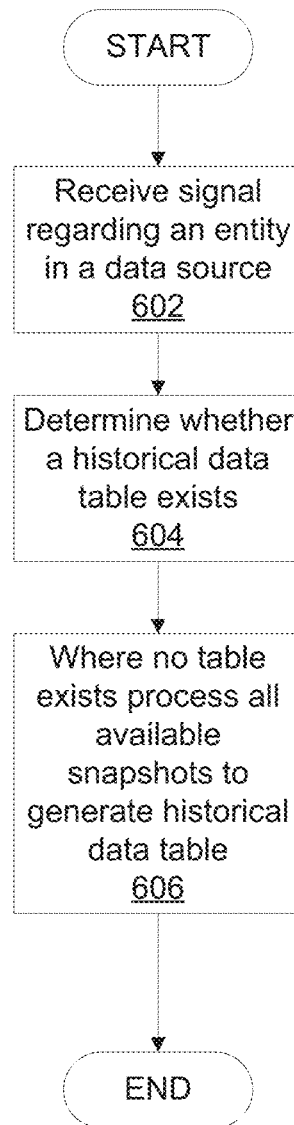 START
Receive signal
regarding an entity
in a data source
602
Determine whether
a historical data
table exists
604
Where no table
exists process all
available
snapshots to
generate historical
data table
606
END